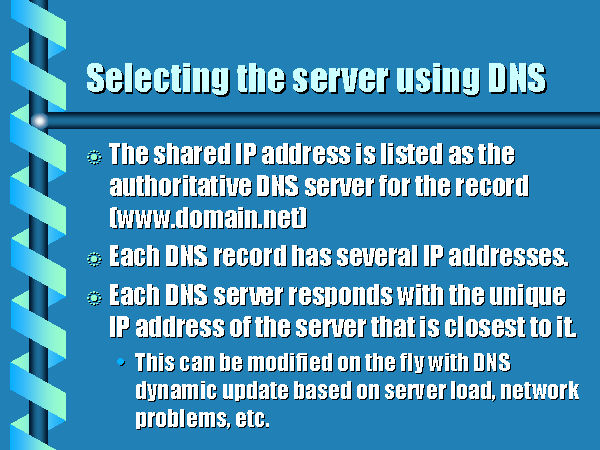 Selecting the server using DNS
The shared IP address is listed as the
authoritative DNS server for the record
(www.domain.net)
Each DNS record has several IP addresses.
Each DNS server responds with the unique
IP address of the server that is closest to it.
This can be modified on the fly with DNS
dynamic update based on server load, network
problems, etc.